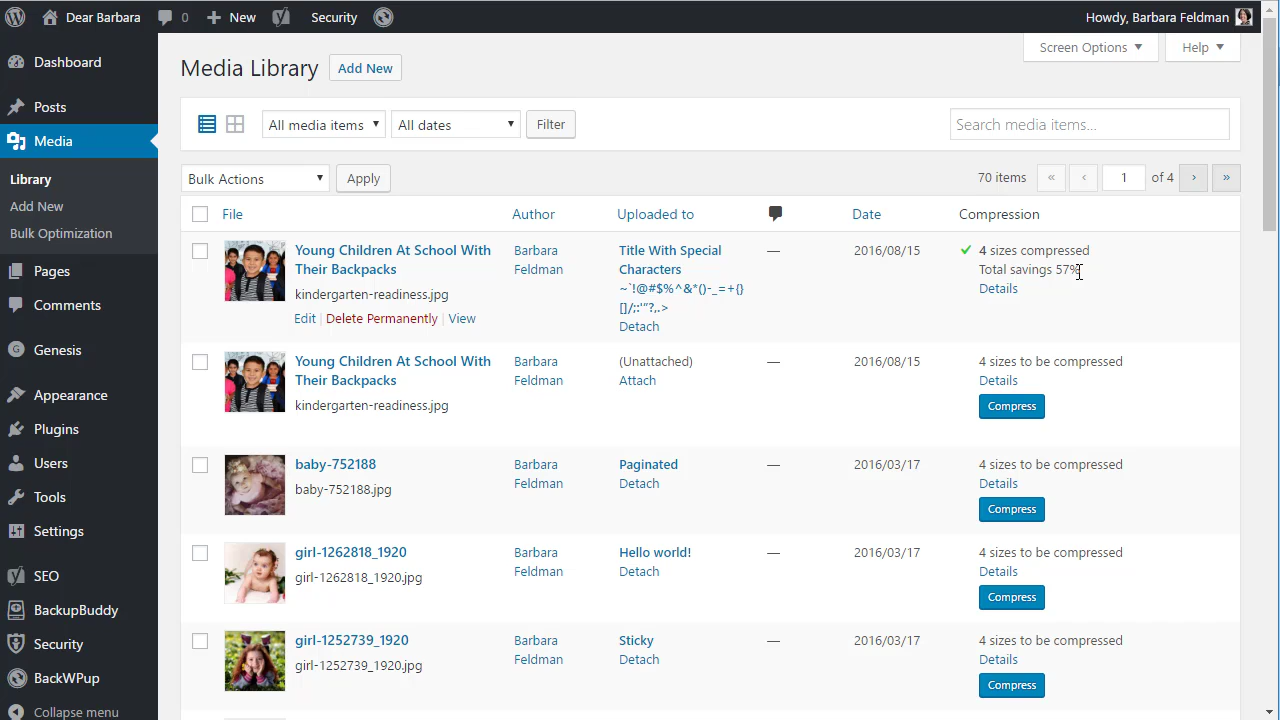 Dear Barbara 0 New Security Howdy, Barbara Feldman
Dashboard
Posts
Media
Library
Add New
Bulk Optimization
Pages
Comments
Genesis
Appearance
Plugins
Users
Tools
Settings
SEO
BackupBuddy
Security
BackWPup
Collapse menu
Screen Options Help
Media Library Add New
All media items All dates Filter Search media items...
Bulk Actions Apply 70 items « ‹ 1 of 4 › »
File Author Uploaded to Date Compression
Young Children At School With
Their Backpacks
kindergarten-readiness.jpg
Edit | Delete Permanently | View
Barbara
Feldman
Title With Special
Characters
~`!@#$%^&*()-_=+{}
[]/;:'"?,.>
Detach
—
2016/08/15
4 sizes compressed
Total savings 57%
Details
Young Children At School With
Their Backpacks
kindergarten-readiness.jpg
Barbara
Feldman
(Unattached)
Attach
—
2016/08/15
4 sizes to be compressed
Details
Compress
baby-752188
baby-752188.jpg
Barbara
Feldman
Paginated
Detach
—
2016/03/17
4 sizes to be compressed
Details
Compress
girl-1262818_1920
girl-1262818_1920.jpg
Barbara
Feldman
Hello world!
Detach
—
2016/03/17
4 sizes to be compressed
Details
Compress
girl-1252739_1920
girl-1252739_1920.jpg
Barbara
Feldman
Sticky
Detach
—
2016/03/17
4 sizes to be compressed
Details
Compress